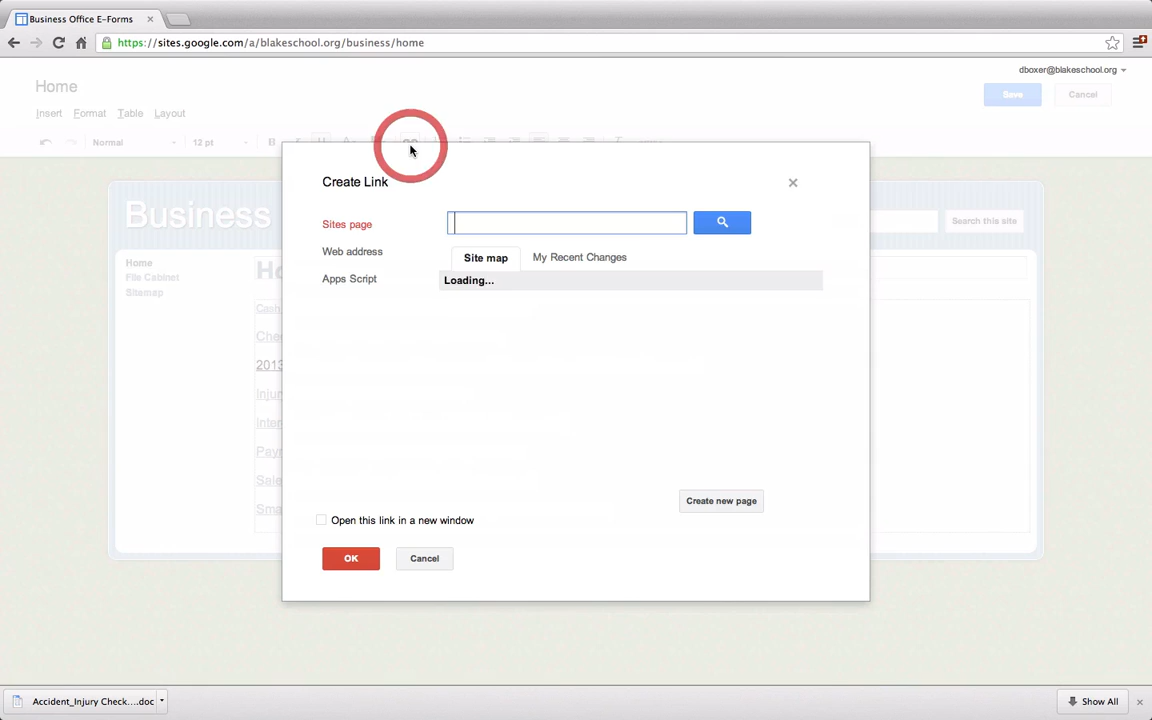 Business Office E-Forms
https://sites.google.com/a/blakeschool.org/business/home
dboxer@blakeschool.org
Home
Save
Cancel
Insert Format Table Layout
Normal 12 pt B
Create Link
Business
Search this site
Sites page
Web address
Apps Script
Site map My Recent Changes
Loading...
Home
File Cabinet
Sitemap
Cash
2013
Injury
Create new page
Open this link in a new window
OK Cancel
Accident_Injury Check....doc
Show All